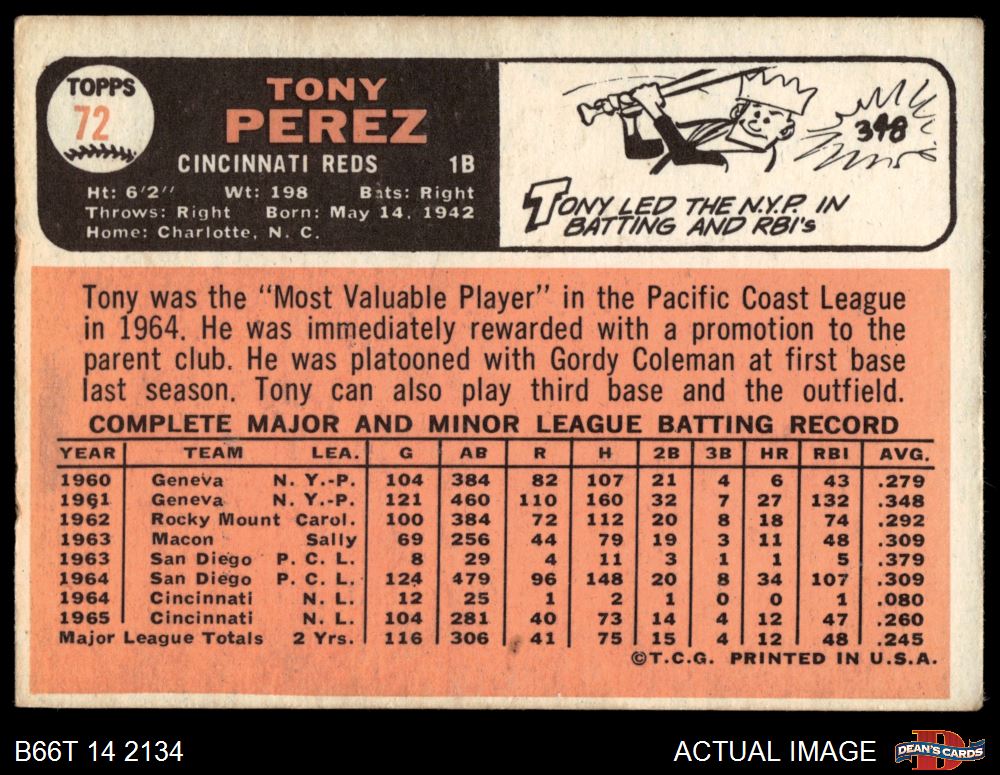 TOPPS
72
TONY
PEREZ
CINCINNATI REDS 1B
Ht: 6'2" Wt: 198 Bats: Right
Throws: Right Born: May 14, 1942
Home: Charlotte, N. C.
348
TONY LED THE N.Y.P. IN
BATTING AND RBI's
Tony was the "Most Valuable Player" in the Pacific Coast League
in 1964. He was immediately rewarded with a promotion to the
parent club. He was platooned with Gordy Coleman at first base
last season. Tony can also play third base and the outfield.
COMPLETE MAJOR AND MINOR LEAGUE BATTING RECORD
YEAR TEAM LEA. G AB R H 2B 3B HR RBI AVG.
1960 Geneva N. Y.-P. 104 384 82 107 21 4 6 43 .279
1961 Geneva N. Y.-P. 121 460 110 160 32 7 27 132 .348
1962 Rocky Mount Carol. 100 384 72 112 20 8 18 74 .292
1963 Macon Sally 69 256 44 79 19 3 11 48 .309
1963 San Diego P. C. L. 8 29 4 11 3 1 1 5 .379
1964 San Diego P. C. L. 124 479 96 148 20 8 34 107 .309
1964 Cincinnati N. L. 12 25 1 2 1 0 0 1 .080
1965 Cincinnati N. L. 104 281 40 73 14 4 12 47 .260
Major League Totals 2 Yrs. 116 306 41 75 15 4 12 48 .245
©T.C.G. PRINTED IN U.S.A.
B66T 14 2134
ACTUAL IMAGE
D
DEAN'S CARDS